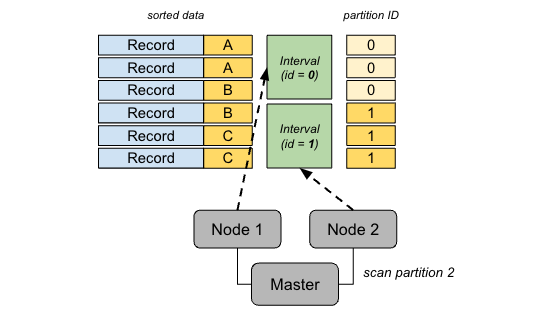 sorted data partition ID
Record A 0
Record A Interval 0
Record B (id = 0) 0
Record B 1
Record C Interval 1
Record C (id = 1) 1
Node 1 Node 2
Master scan partition 2